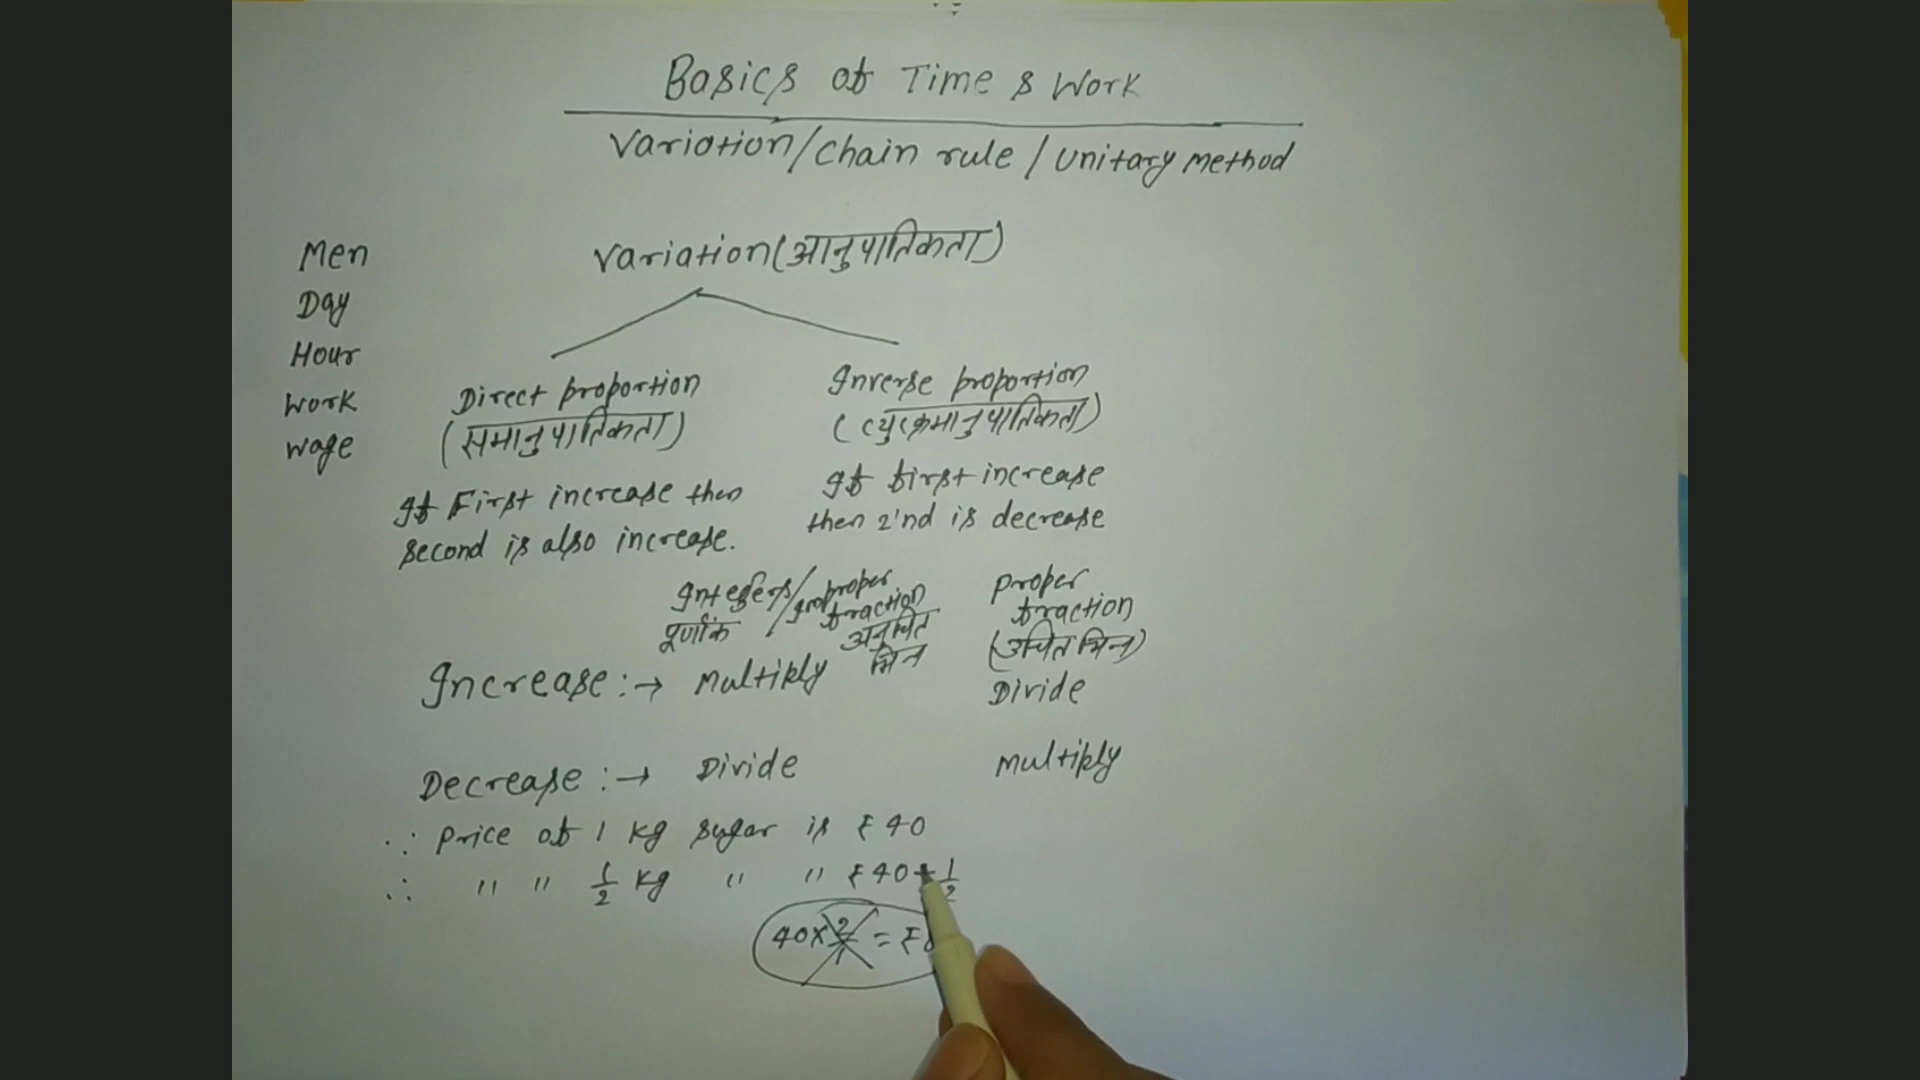 Basics of Time & Work
Variation/Chain rule/Unitary method
Men
Day
Hour
Work
Wage
Variation(आनुपातिकता)
Direct proportion
(समानुपातिकता)
If First increase then
second is also increase.
Inverse proportion
(व्युत्क्रमानुपातिकता)
If first increase
then 2'nd is decrease
Integers/Improper fraction
पूर्णांक अनुचित भिन्न
proper
fraction
(उचित भिन्न)
Increase:→ Multiply Divide
Decrease:→ Divide Multiply
∵ Price of 1 kg sugar is ₹40
∴ " " 1/2 kg " " ₹40 1/2
40×2/1 = ₹